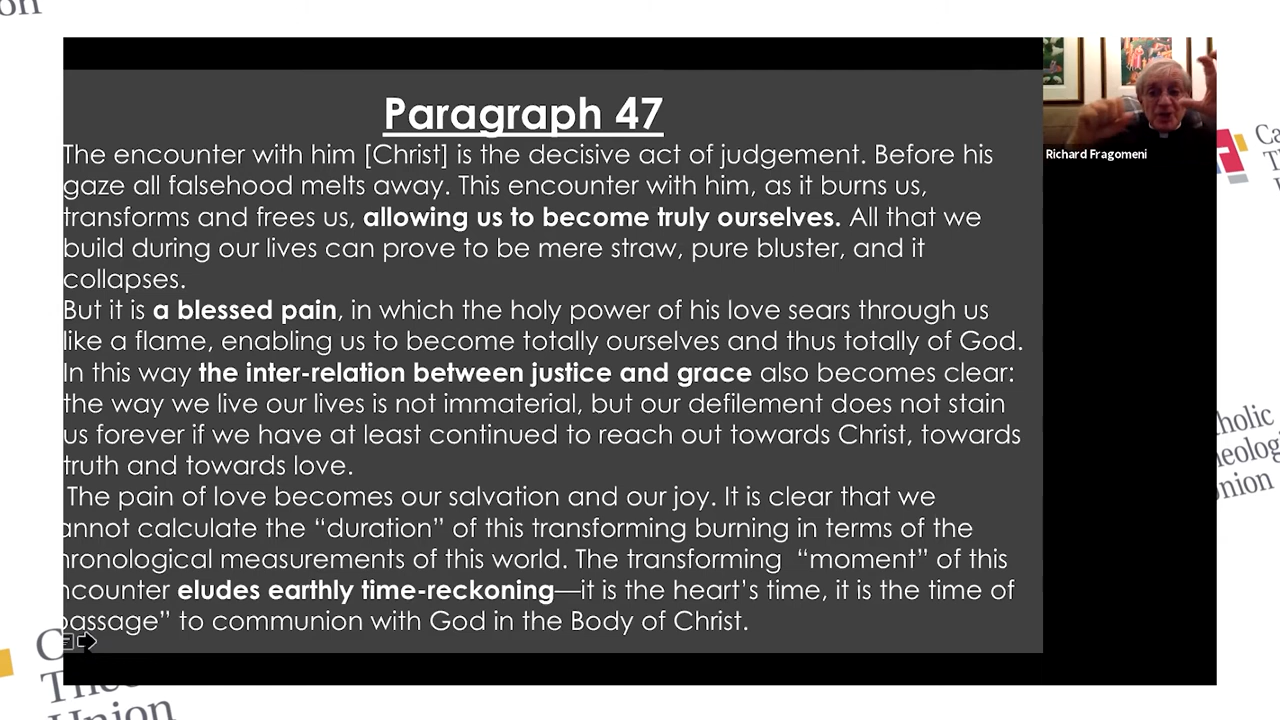 Paragraph 47
The encounter with him [Christ] is the decisive act of judgement. Before his
gaze all falsehood melts away. This encounter with him, as it burns us,
transforms and frees us, allowing us to become truly ourselves. All that we
build during our lives can prove to be mere straw, pure bluster, and it
collapses.
But it is a blessed pain, in which the holy power of his love sears through us
like a flame, enabling us to become totally ourselves and thus totally of God.
In this way the inter-relation between justice and grace also becomes clear:
the way we live our lives is not immaterial, but our defilement does not stain
us forever if we have at least continued to reach out towards Christ, towards
truth and towards love.
The pain of love becomes our salvation and our joy. It is clear that we
annot calculate the “duration” of this transforming burning in terms of the
hronological measurements of this world. The transforming “moment” of this
ncounter eludes earthly time-reckoning—it is the heart’s time, it is the time of
passage” to communion with God in the Body of Christ.
Richard Fragomeni
on
Ca
Th
holic
eolog
Union
C
The
Union